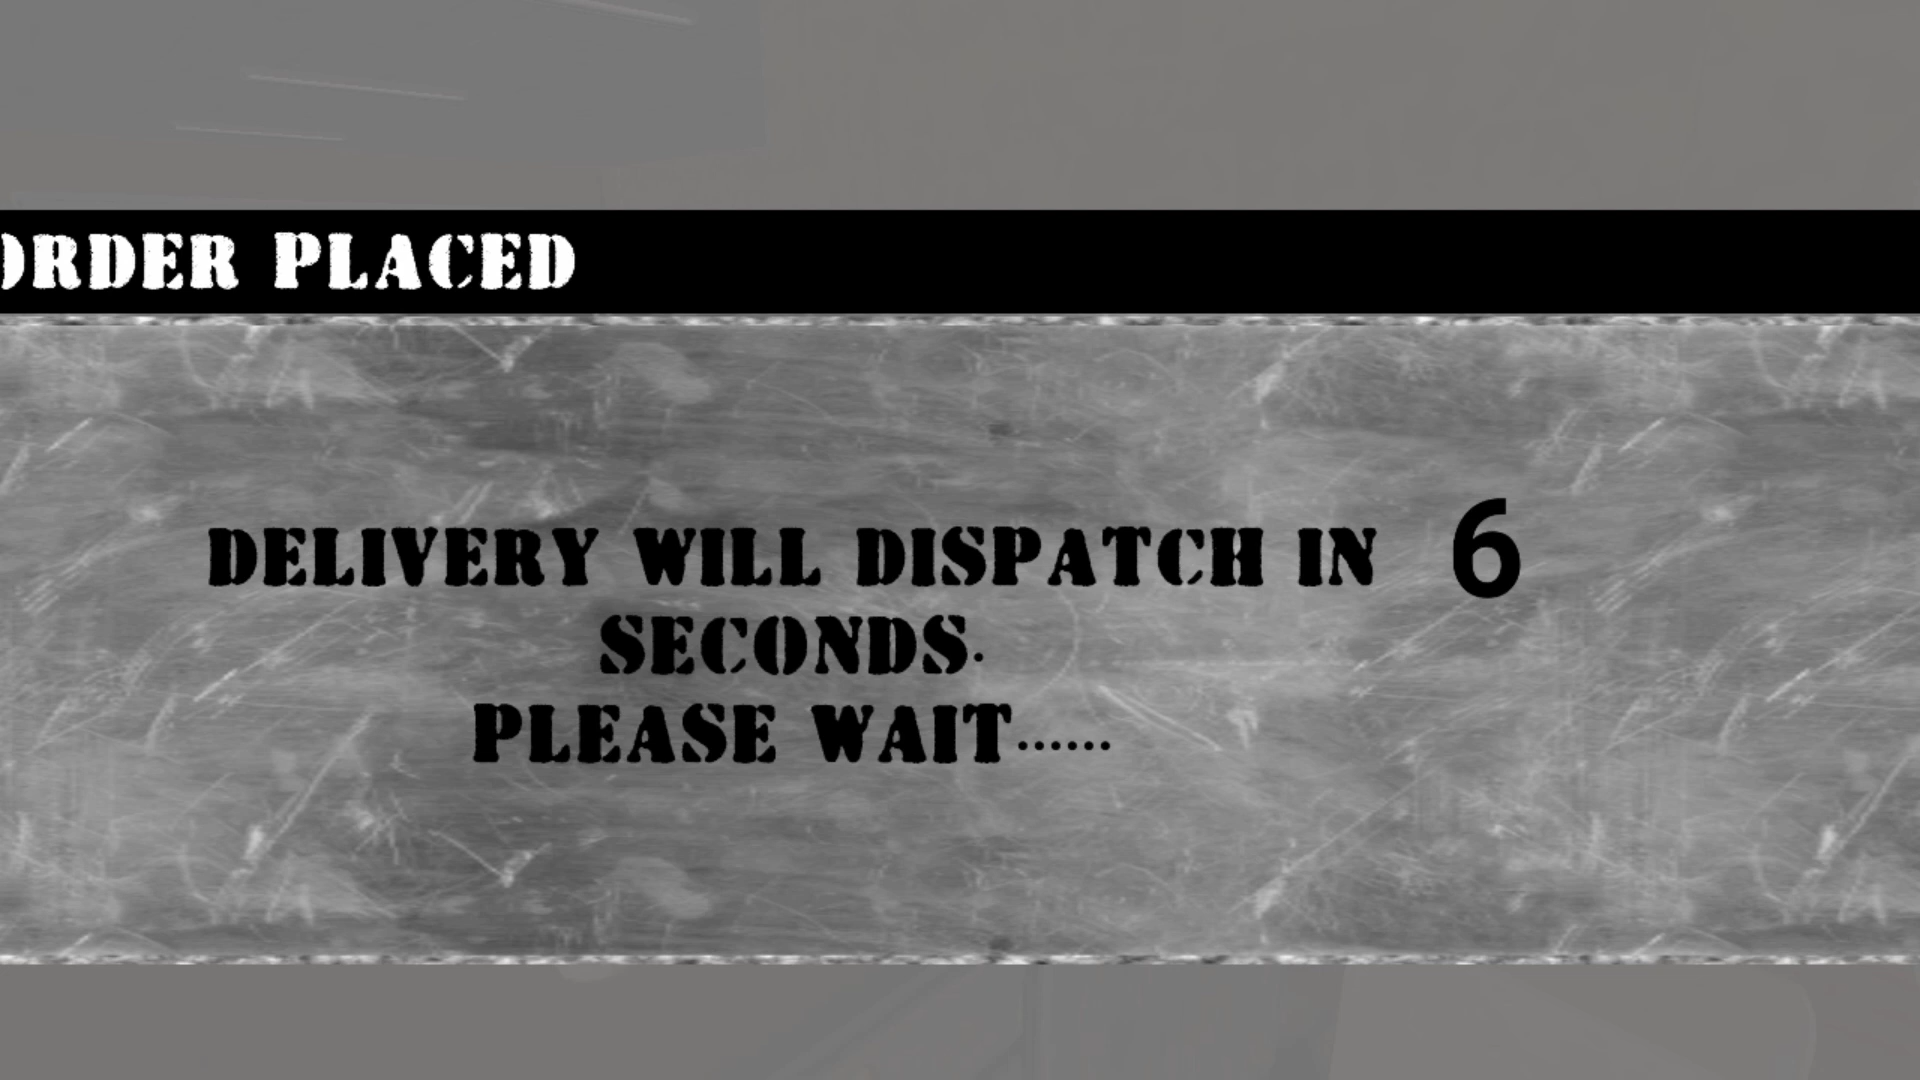 ORDER PLACED
DELIVERY WILL DISPATCH IN 6
SECONDS.
PLEASE WAIT......